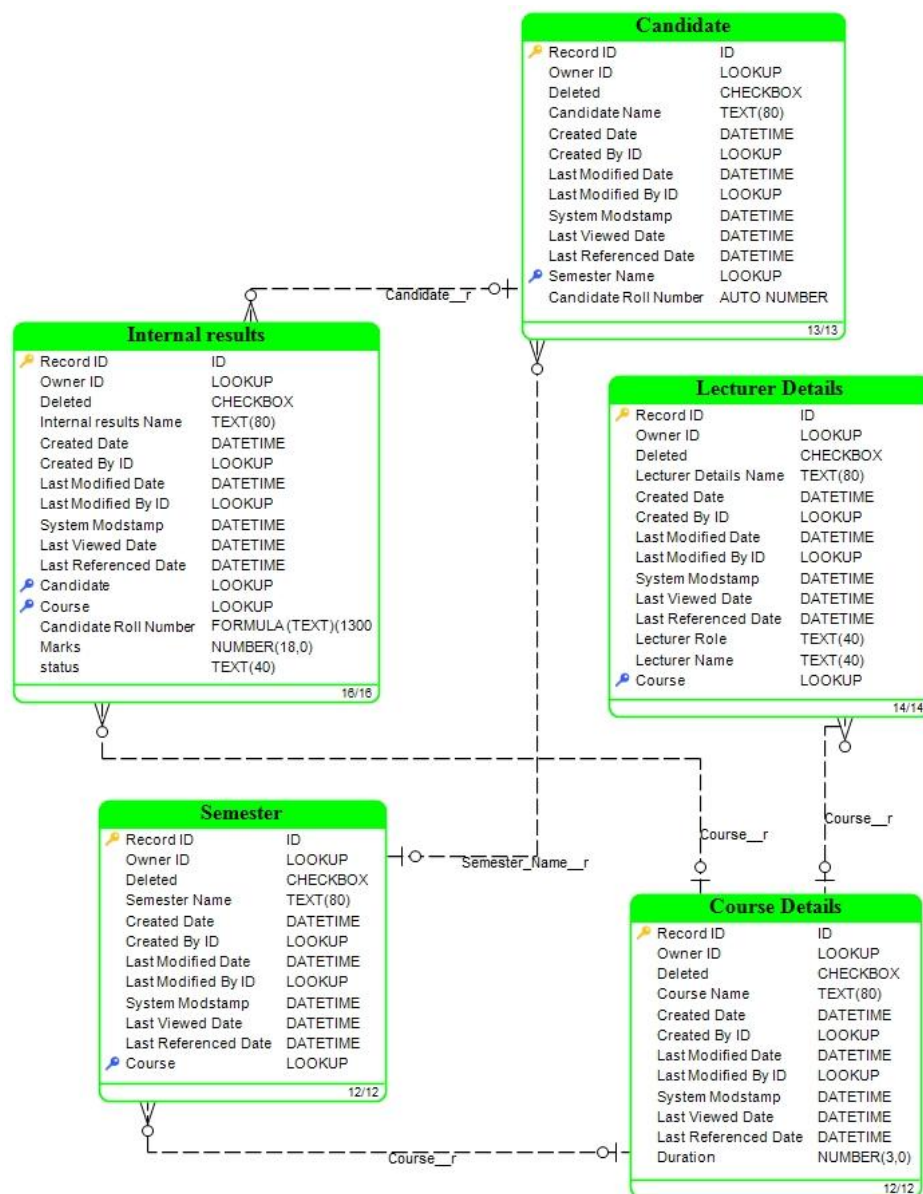 Candidate
Record ID ID
Owner ID LOOKUP
Deleted CHECKBOX
Candidate Name TEXT(80)
Created Date DATETIME
Created By ID LOOKUP
Last Modified Date DATETIME
Last Modified By ID LOOKUP
System Modstamp DATETIME
Last Viewed Date DATETIME
Last Referenced Date DATETIME
Semester Name LOOKUP
Candidate Roll Number AUTO NUMBER
13/13
Candidate__r
Internal results
Record ID ID
Owner ID LOOKUP
Deleted CHECKBOX
Internal results Name TEXT(80)
Created Date DATETIME
Created By ID LOOKUP
Last Modified Date DATETIME
Last Modified By ID LOOKUP
System Modstamp DATETIME
Last Viewed Date DATETIME
Last Referenced Date DATETIME
Candidate LOOKUP
Course LOOKUP
Candidate Roll Number FORMULA (TEXT)(1300
Marks NUMBER(18,0)
status TEXT(40)
16/16
Lecturer Details
Record ID ID
Owner ID LOOKUP
Deleted CHECKBOX
Lecturer Details Name TEXT(80)
Created Date DATETIME
Created By ID LOOKUP
Last Modified Date DATETIME
Last Modified By ID LOOKUP
System Modstamp DATETIME
Last Viewed Date DATETIME
Last Referenced Date DATETIME
Lecturer Role TEXT(40)
Lecturer Name TEXT(40)
Course LOOKUP
14/14
Semester
Record ID ID
Owner ID LOOKUP
Deleted CHECKBOX
Semester Name TEXT(80)
Created Date DATETIME
Created By ID LOOKUP
Last Modified Date DATETIME
Last Modified By ID LOOKUP
System Modstamp DATETIME
Last Viewed Date DATETIME
Last Referenced Date DATETIME
Course LOOKUP
12/12
Semester_Name__r
Course__r
Course__r
Course Details
Record ID ID
Owner ID LOOKUP
Deleted CHECKBOX
Course Name TEXT(80)
Created Date DATETIME
Created By ID LOOKUP
Last Modified Date DATETIME
Last Modified By ID LOOKUP
System Modstamp DATETIME
Last Viewed Date DATETIME
Last Referenced Date DATETIME
Duration NUMBER(3,0)
12/12
Course__r